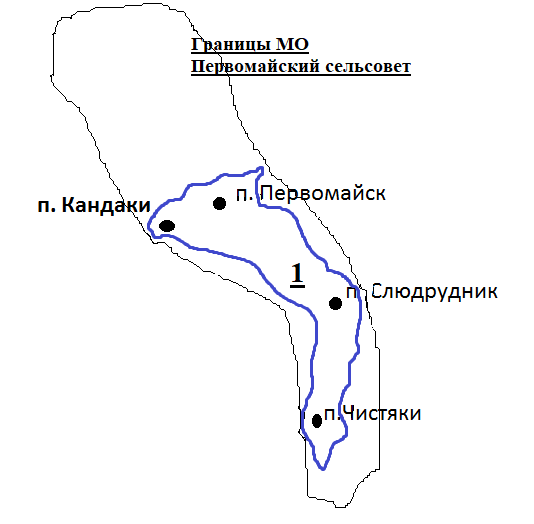 Границы МО
Первомайский сельсовет
п. Первомайск
п. Кандаки
1
п. Слюдрудник
п.Чистяки